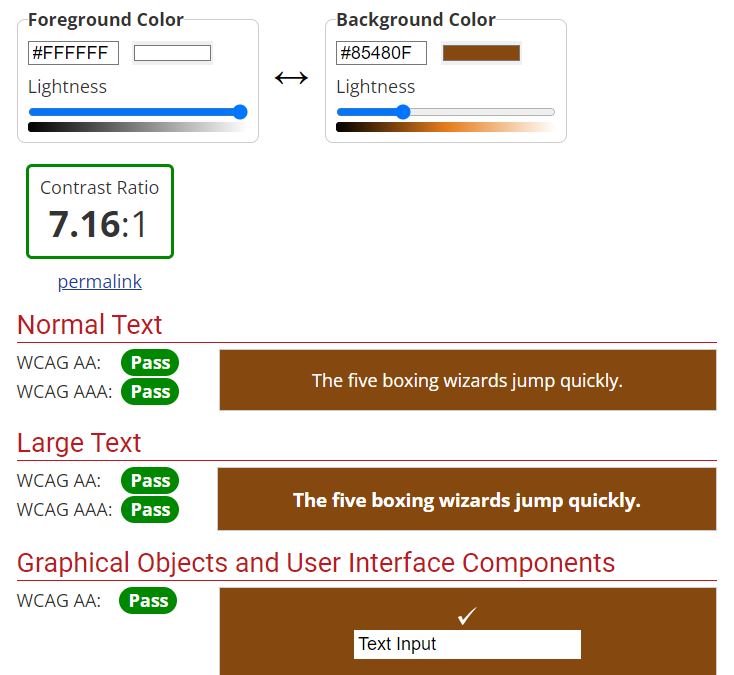 Foreground Color
Background Color
#FFFFFF
#85480F
Lightness
Lightness
Contrast Ratio
7.16:1
permalink
Normal Text
WCAG AA: Pass
WCAG AAA: Pass
The five boxing wizards jump quickly.
Large Text
WCAG AA: Pass
WCAG AAA: Pass
The five boxing wizards jump quickly.
Graphical Objects and User Interface Components
WCAG AA: Pass
✓
Text Input